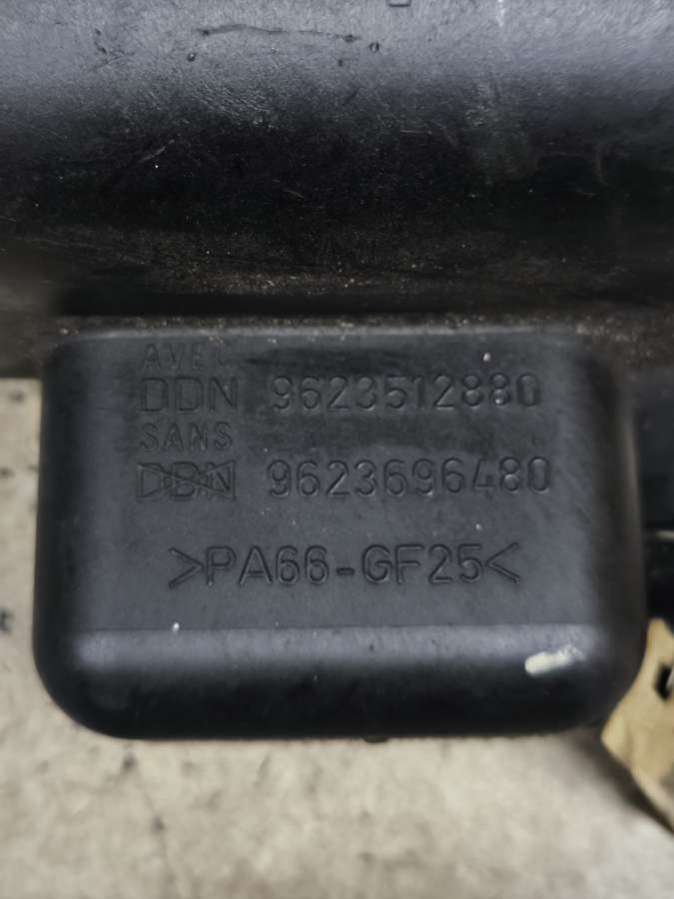 AVEC
DDN 9623512880
SANS
DDN 9623696480
>PA66-GF25<